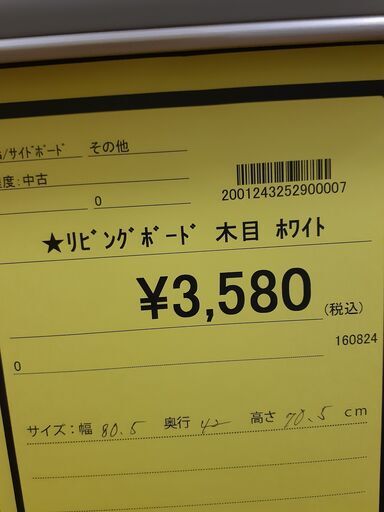 /ｻｲﾄﾞﾎﾞｰﾄﾞ その他
程度:中古
0
2001243252900007
★ﾘﾋﾞﾝｸﾞﾎﾞｰﾄﾞ 木目 ﾎﾜｲﾄ
¥3,580(税込)
0 160824
サイズ:幅 80.5 奥行 42 高さ 70.5 cm